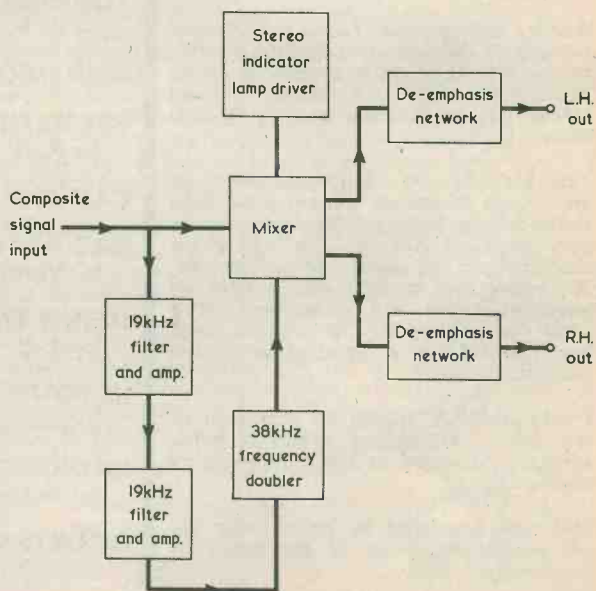 Stereo
indicator
lamp driver
De-emphasis
network
L.H.
out
Composite
signal
input
Mixer
19kHz
filter
and amp.
De-emphasis
network
R.H.
out
38kHz
frequency
doubler
19kHz
filter
and amp.